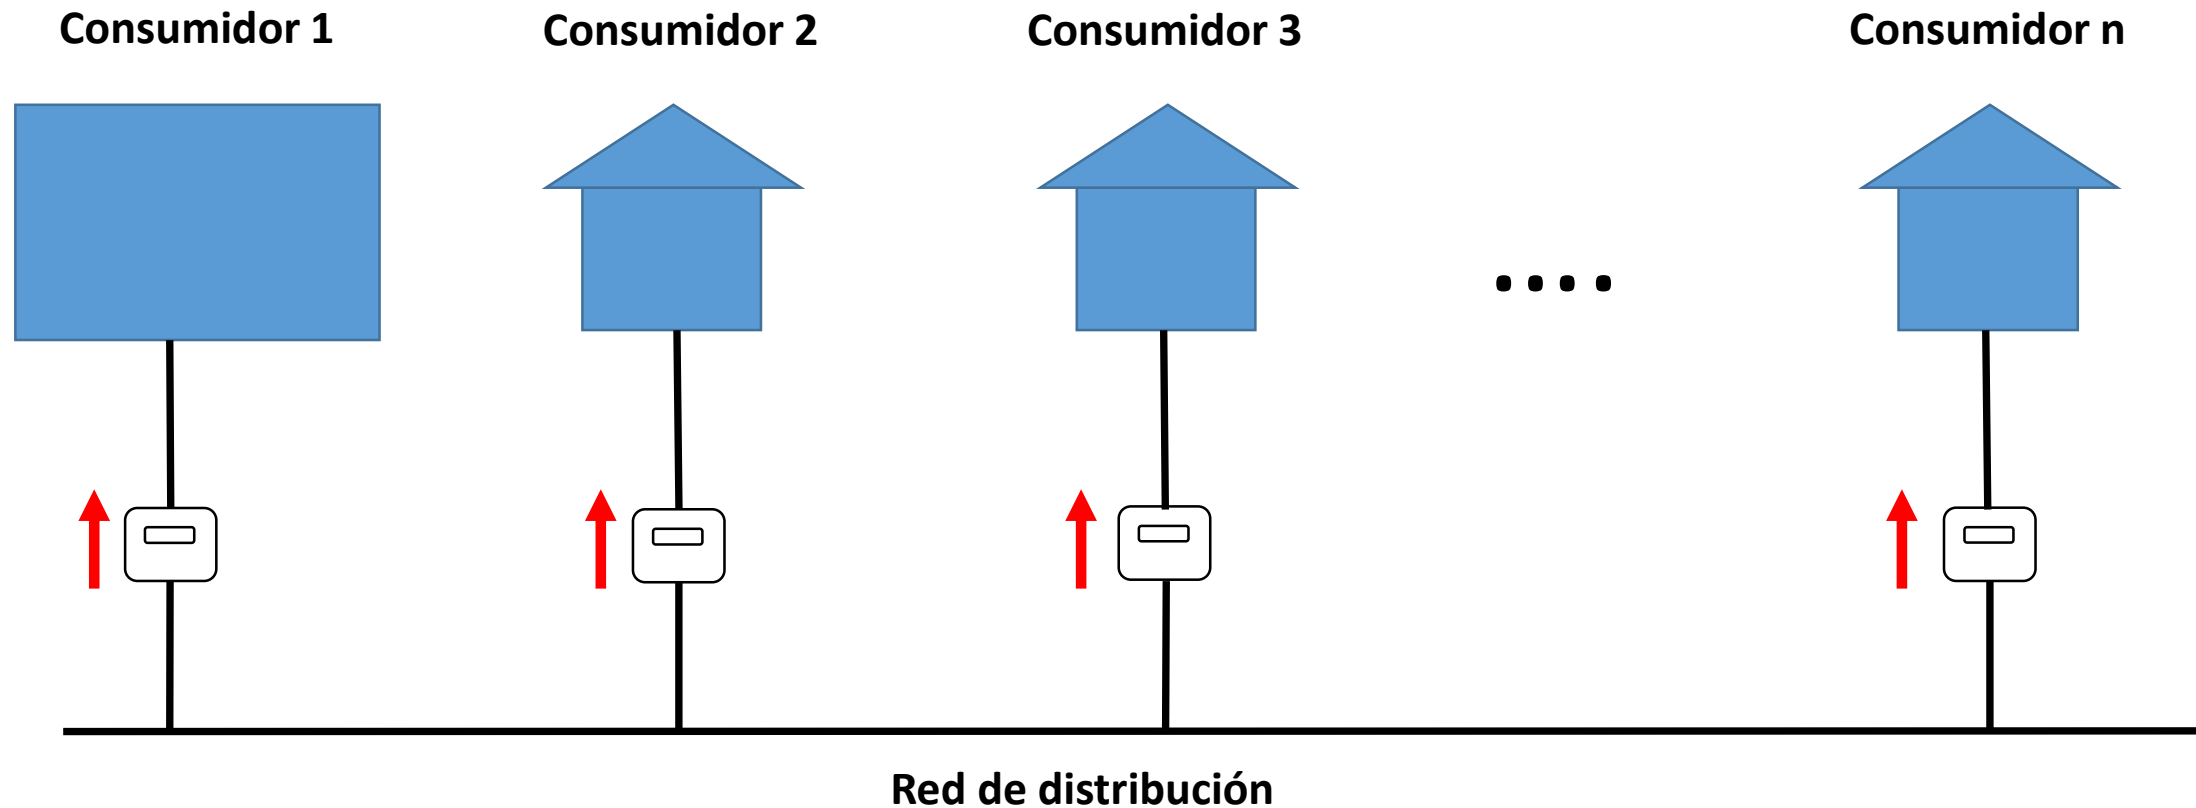 Consumidor 1
Consumidor 2
Consumidor 3
Consumidor n
....
Red de distribución